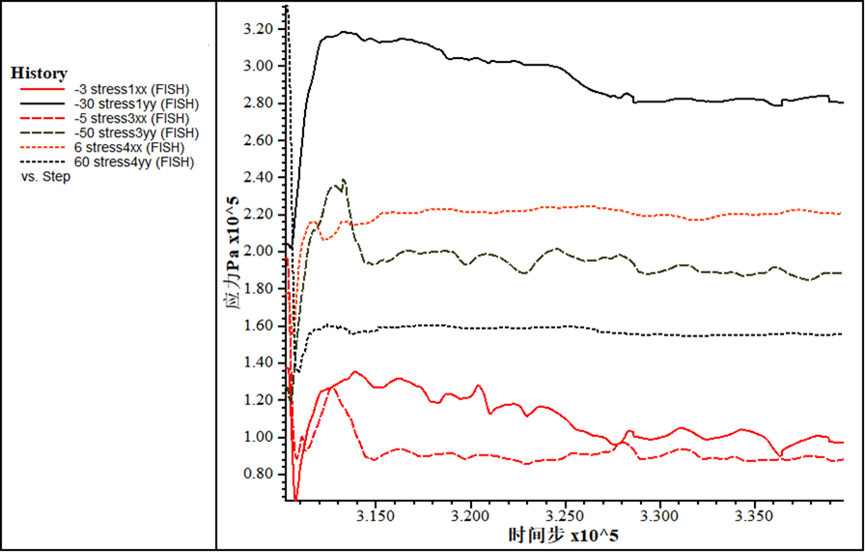 History
-3 stress1xx (FISH)
-30 stress1yy (FISH)
-5 stress3xx (FISH)
-50 stress3yy (FISH)
6 stress4xx (FISH)
60 stress4yy (FISH)
vs. Step
应力Pa x10^5
3.20
3.00
2.80
2.60
2.40
2.20
2.00
1.80
1.60
1.40
1.20
1.00
0.80
3.150
3.200
3.250
3.300
3.350
时间步 x10^5